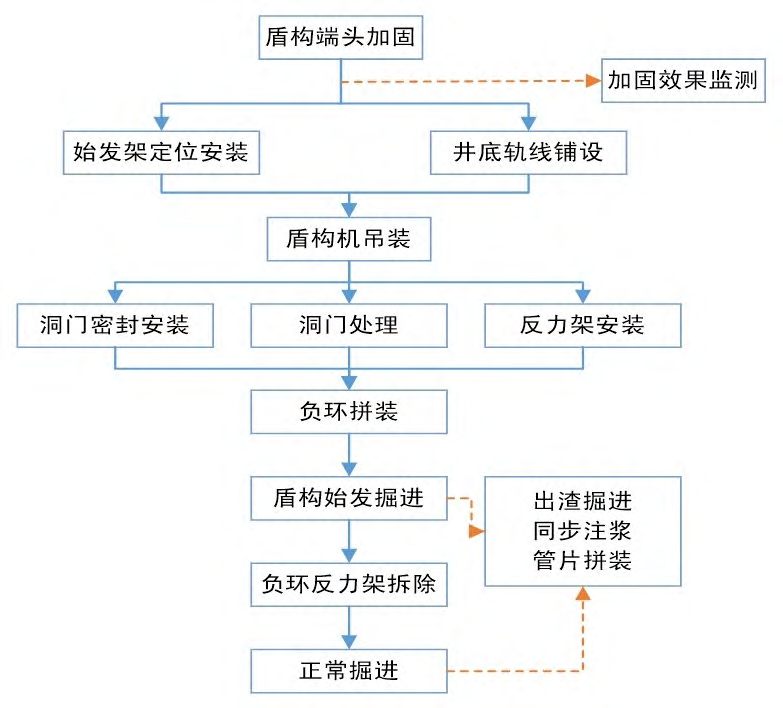 盾构端头加固
加固效果监测
始发架定位安装
井底轨线铺设
盾构机吊装
洞门密封安装
洞门处理
反力架安装
负环拼装
盾构始发掘进
出渣掘进
同步注浆
管片拼装
负环反力架拆除
正常掘进